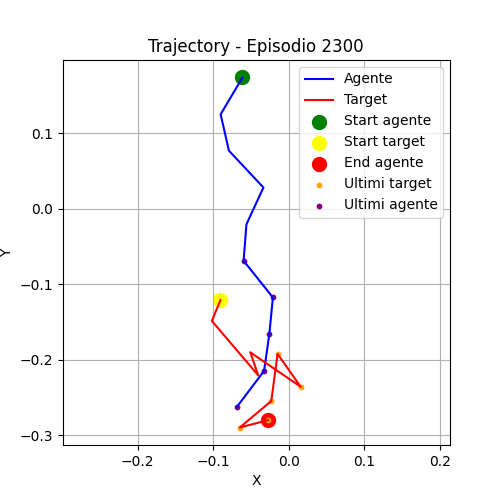 Trajectory - Episodio 2300
Agente
Target
Start agente
Start target
End agente
Ultimi target
Ultimi agente
Y
0.1
0.0
−0.1
−0.2
−0.3
−0.2
−0.1
0.0
0.1
0.2
X